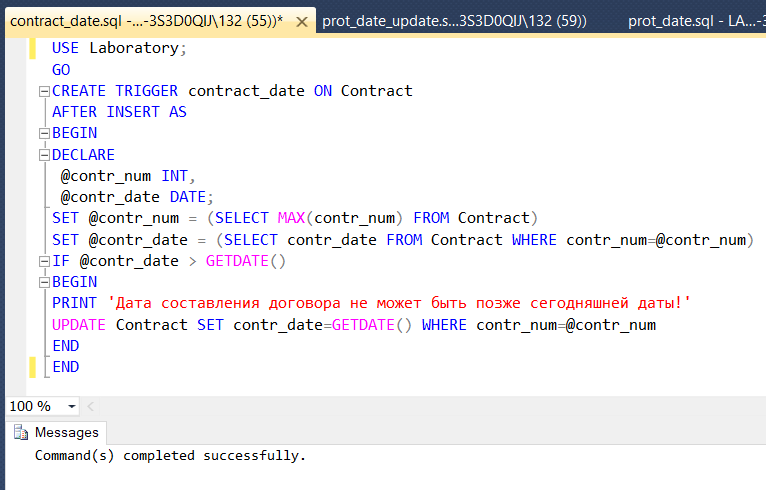 contract_date.sql -...-3S3D0QIJ\132 (55))* prot_date_update.s...3S3D0QIJ\132 (59)) prot_date.sql - LA...-3
USE Laboratory;
GO
CREATE TRIGGER contract_date ON Contract
AFTER INSERT AS
BEGIN
DECLARE
@contr_num INT,
@contr_date DATE;
SET @contr_num = (SELECT MAX(contr_num) FROM Contract)
SET @contr_date = (SELECT contr_date FROM Contract WHERE contr_num=@contr_num)
IF @contr_date > GETDATE()
BEGIN
PRINT 'Дата составления договора не может быть позже сегодняшней даты!'
UPDATE Contract SET contr_date=GETDATE() WHERE contr_num=@contr_num
END
END
100 %
Messages
Command(s) completed successfully.